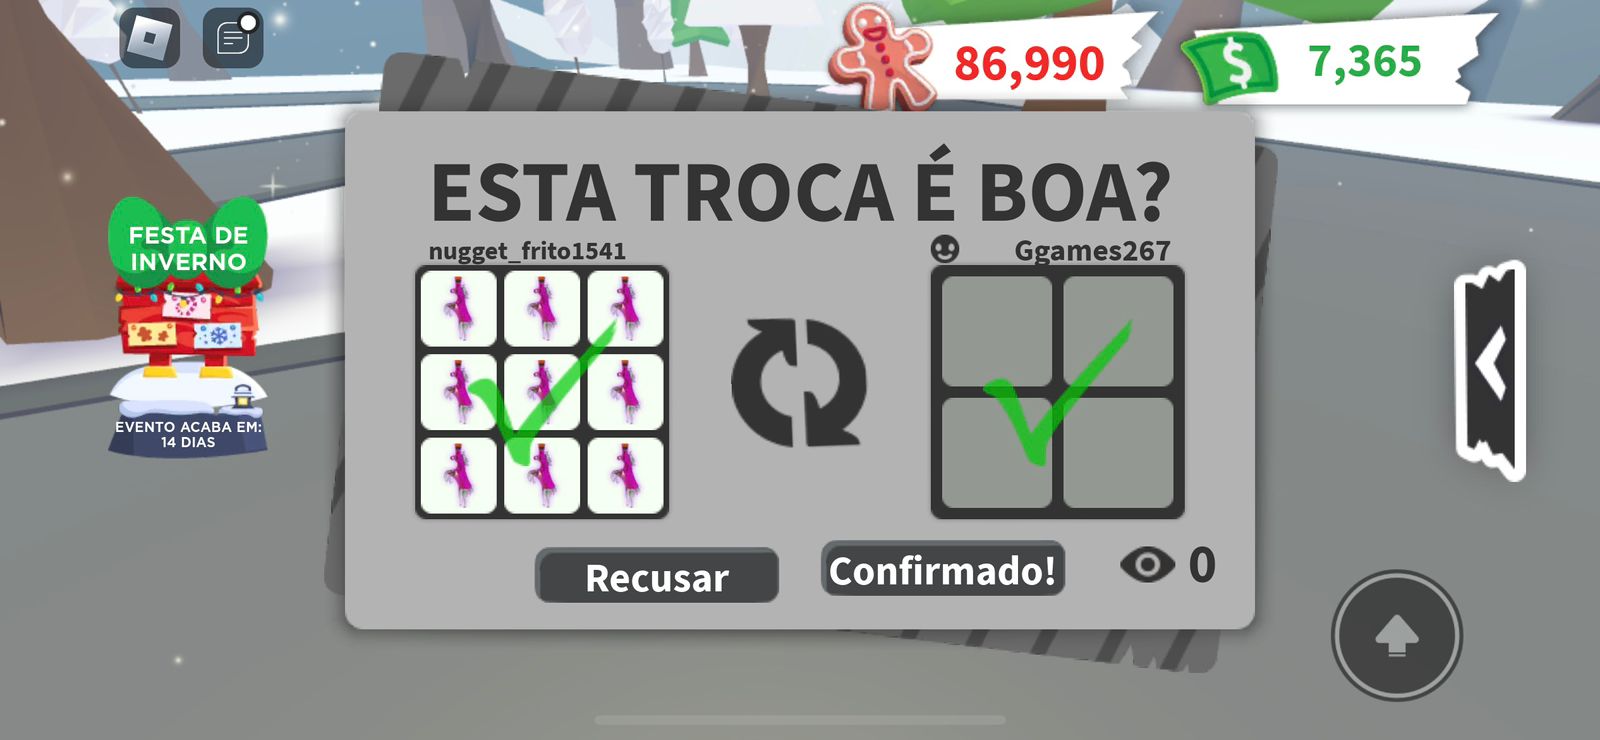 86,990
7,365
ESTA TROCA É BOA?
nugget_frito1541
Ggames267
FESTA DE
INVERNO
EVENTO ACABA EM:
14 DIAS
Recusar
Confirmado!
0